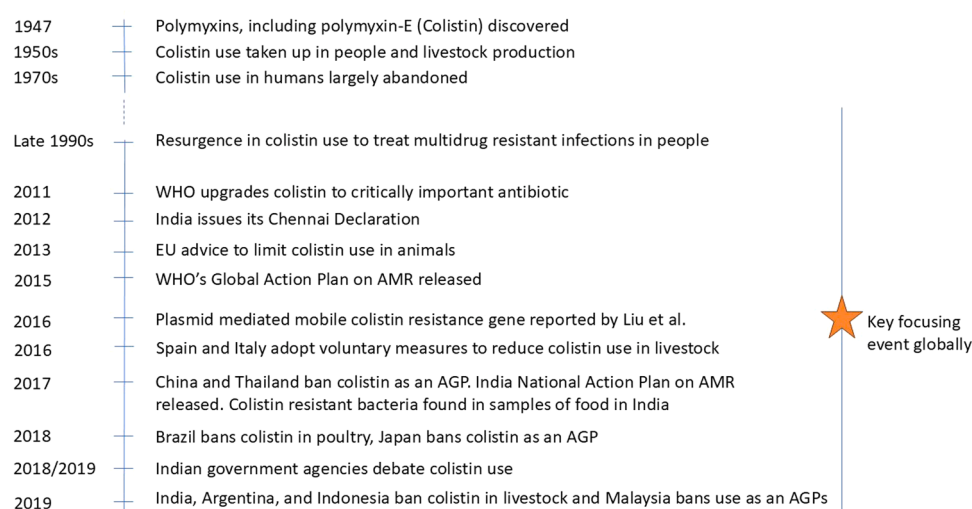 1947 Polymyxins, including polymyxin-E (Colistin) discovered
1950s Colistin use taken up in people and livestock production
1970s Colistin use in humans largely abandoned
Late 1990s Resurgence in colistin use to treat multidrug resistant infections in people
2011 WHO upgrades colistin to critically important antibiotic
2012 India issues its Chennai Declaration
2013 EU advice to limit colistin use in animals
2015 WHO's Global Action Plan on AMR released
2016 Plasmid mediated mobile colistin resistance gene reported by Liu et al.
Key focusing
event globally
2016 Spain and Italy adopt voluntary measures to reduce colistin use in livestock
2017 China and Thailand ban colistin as an AGP. India National Action Plan on AMR
released. Colistin resistant bacteria found in samples of food in India
2018 Brazil bans colistin in poultry, Japan bans colistin as an AGP
2018/2019 Indian government agencies debate colistin use
2019 India, Argentina, and Indonesia ban colistin in livestock and Malaysia bans use as an AGPs